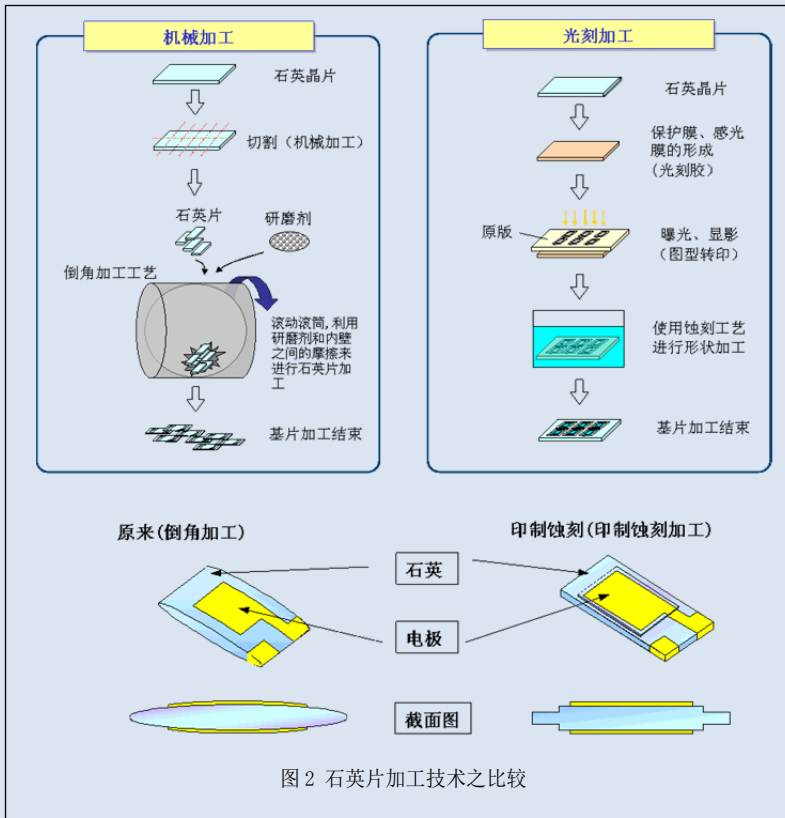 机械加工
石英晶片
切割（机械加工）
石英片
研磨剂
倒角加工工艺
滚动滚筒,利用
研磨剂和内壁
之间的摩擦来
进行石英片加
工
基片加工结束
光刻加工
石英晶片
保护膜、感光
膜的形成
(光刻胶）
原版
曝光、显影
（图型转印）
使用蚀刻工艺
进行形状加工
基片加工结束
原来(倒角加工)
印制蚀刻(印制蚀刻加工)
石英
电极
截面图
图 2 石英片加工技术之比较